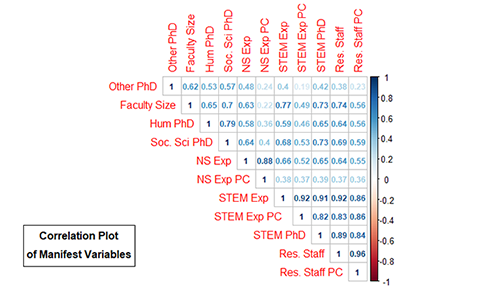 Other PhD
Faculty Size
Hum PhD
Soc. Sci PhD
NS Exp
NS Exp PC
STEM Exp
STEM Exp PC
STEM PhD
Res. Staff
Res. Staff PC
Other PhD 1 0.62 0.53 0.57 0.48 0.24 0.4 0.19 0.42 0.38 0.23
Faculty Size 1 0.65 0.7 0.63 0.22 0.77 0.49 0.73 0.74 0.56
Hum PhD 1 0.79 0.58 0.36 0.59 0.46 0.65 0.64 0.56
Soc. Sci PhD 1 0.64 0.4 0.68 0.53 0.73 0.69 0.59
NS Exp 1 0.88 0.66 0.52 0.65 0.64 0.55
NS Exp PC 1 0.38 0.37 0.39 0.37 0.36
STEM Exp 1 0.92 0.91 0.92 0.86
STEM Exp PC 1 0.82 0.83 0.86
STEM PhD 1 0.89 0.84
Res. Staff 1 0.96
Res. Staff PC 1
1
0.8
0.6
0.4
0.2
0
-0.2
-0.4
-0.6
-0.8
-1
Correlation Plot
of Manifest Variables